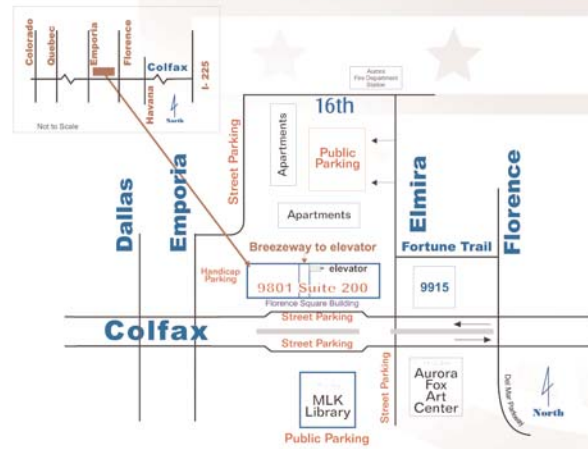 Colorado
Quebec
Emporia
Florence
Colfax
Havana
I- 225
North
Not to Scale
Aurora
Fire Department
Station
16th
Street Parking
Apartments
Public
Parking
Apartments
Elmira
Florence
Dallas
Emporia
Fortune Trail
Breezeway to elevator
Handicap
Parking
elevator
9801 Suite 200
9915
Florence Square Building
Street Parking
Colfax
Street Parking
Street Parking
MLK
Library
Public Parking
Aurora
Fox
Art
Center
Del Mar Parkway
North